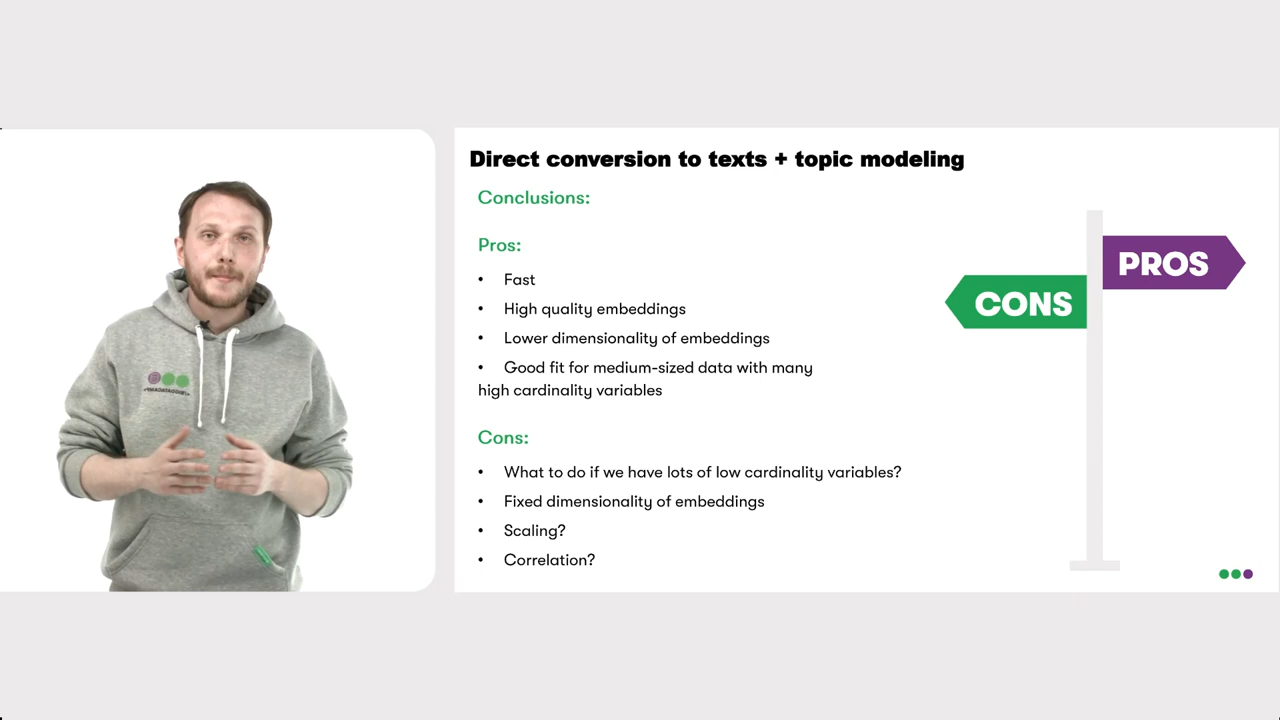 Direct conversion to texts + topic modeling
Conclusions:
Pros:
• Fast
• High quality embeddings
• Lower dimensionality of embeddings
• Good fit for medium-sized data with many
high cardinality variables
Cons:
• What to do if we have lots of low cardinality variables?
• Fixed dimensionality of embeddings
• Scaling?
• Correlation?
PROS
CONS